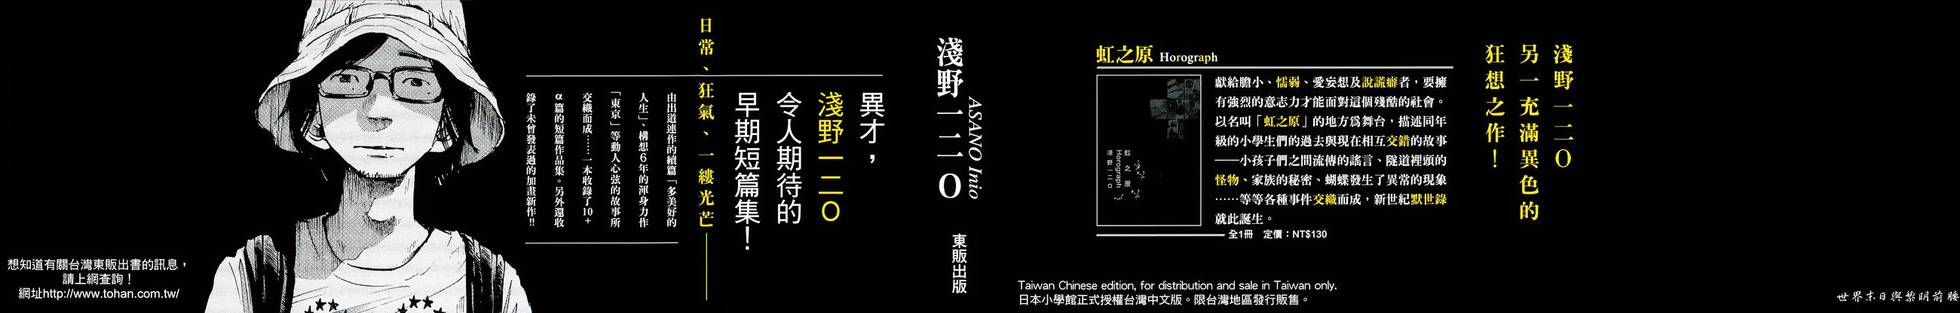 想知道有關台灣東販出書的訊息，
請上網查詢！
網址http://www.tohan.com.tw/
日常、狂氣、一縷光芒──
異才，
淺野一二〇
令人期待的
早期短篇集！
由出道連作的續篇「多美好的
人生」、構想6年的渾身力作
「東京」等動人心弦的故事所
交織而成……一本收錄了10＋
α篇的短篇作品集。另外還收
錄了未曾發表過的加畫新作!!
淺野一二〇
ASANO Inio
東販出版
淺野一二〇
另一充滿異色的
狂想之作！
虹之原 Horograph
獻給膽小、懦弱、愛妄想及說謊癖者，要擁
有強烈的意志力才能面對這個殘酷的社會。
以名叫「虹之原」的地方為舞台，描述同年
級的小學生們的過去與現在相互交錯的故事
——小孩子們之間流傳的謠言、隧道裡頭的
怪物、家族的秘密、蝴蝶發生了異常的現象
……等等各種事件交織而成，新世紀默世錄
就此誕生。
全1冊　定價：NT$130
虹之原
Horograph
淺野一二〇
Taiwan Chinese edition, for distribution and sale in Taiwan only.
日本小學館正式授權台灣中文版。限台灣地區發行販售。
世界末日與黎明前夕